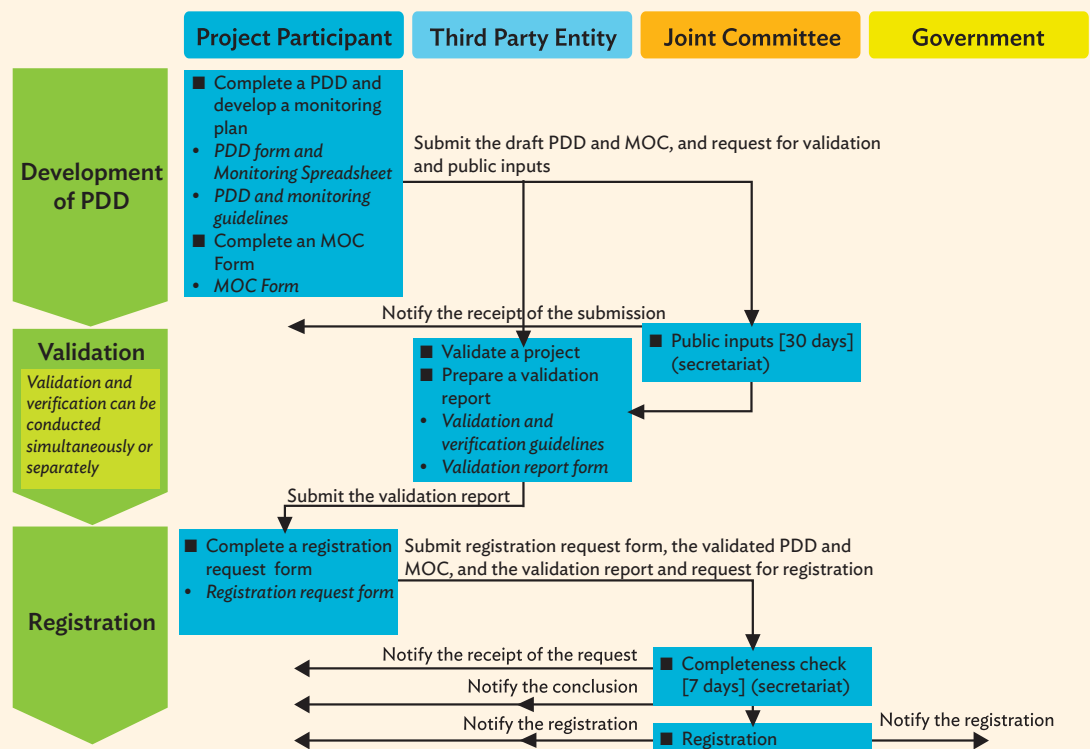 Project Participant
Third Party Entity
Joint Committee
Government
Development
of PDD
■ Complete a PDD and
develop a monitoring
plan
• PDD form and
Monitoring Spreadsheet
• PDD and monitoring
guidelines
■ Complete an MOC
Form
• MOC Form
Submit the draft PDD and MOC, and request for validation
and public inputs
Notify the receipt of the submission
■ Public inputs [30 days]
(secretariat)
Validation
Validation and
verification can be
conducted
simultaneously or
separately
■ Validate a project
■ Prepare a validation
report
• Validation and
verification guidelines
• Validation report form
Submit the validation report
Registration
■ Complete a registration
request form
• Registration request form
Submit registration request form, the validated PDD and
MOC, and the validation report and request for registration
Notify the receipt of the request
■ Completeness check
[7 days] (secretariat)
Notify the conclusion
Notify the registration
■ Registration
Notify the registration